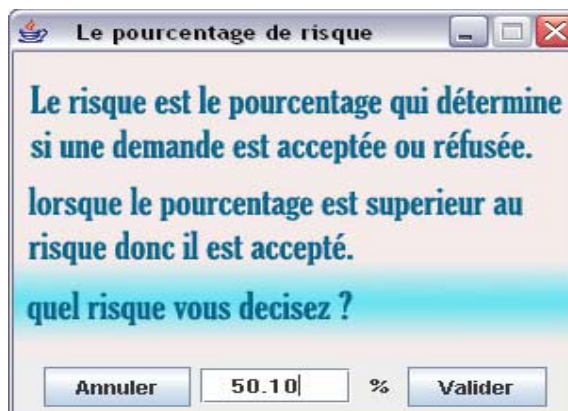 Le pourcentage de risque
Le risque est le pourcentage qui détermine
si une demande est acceptée ou réfusée.
lorsque le pourcentage est superieur au
risque donc il est accepté.
quel risque vous decisez ?
Annuler 50.10 % Valider